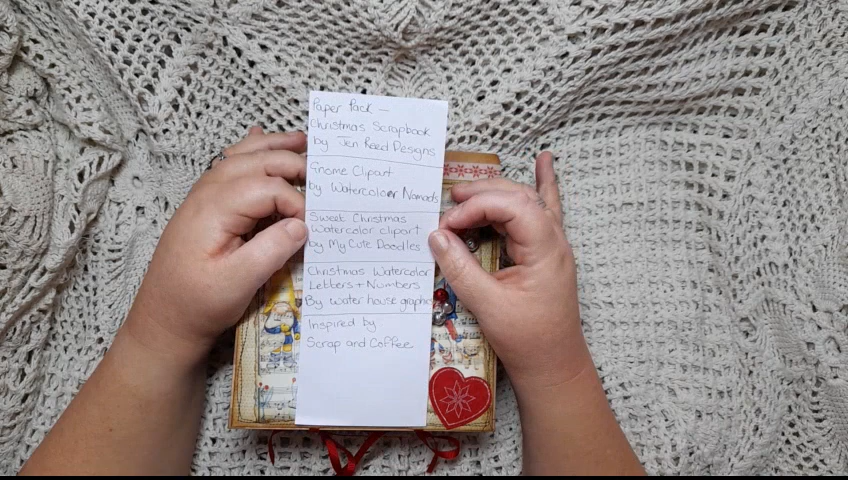 Paper Pack —
Christmas Scrapbook
by Jen Reed Designs
Gnome Clipart
by Watercolor Nomads
Sweet Christmas
Watercolor clipart
by My Cute Doodles
Christmas Watercolor
Letters + Numbers
By water house graphic
Inspired by
Scrap and Coffee